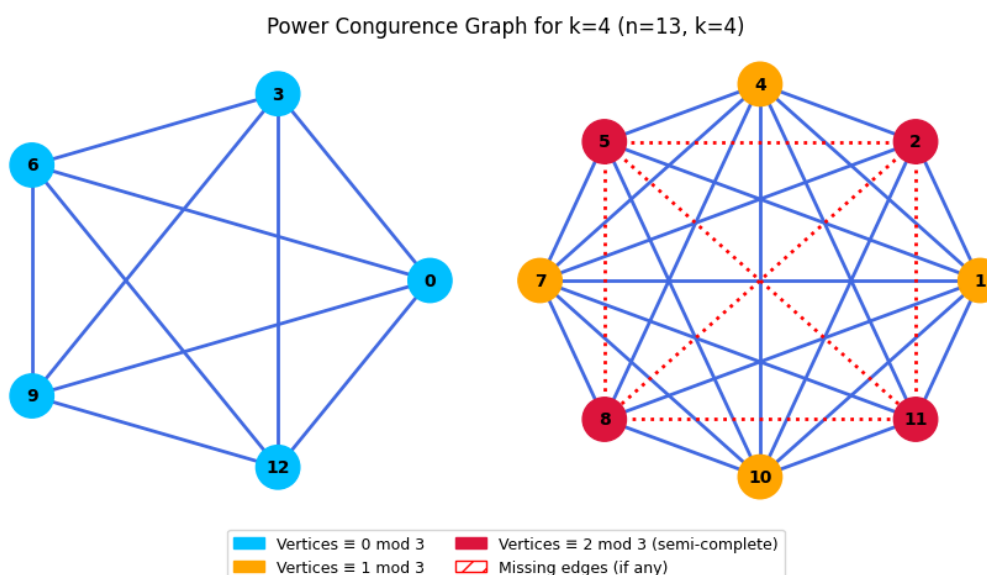 Power Congurence Graph for k=4 (n=13, k=4)
3
4
5
2
6
0
7
1
9
8
11
12
10
Vertices ≡ 0 mod 3
Vertices ≡ 2 mod 3 (semi-complete)
Vertices ≡ 1 mod 3
Missing edges (if any)